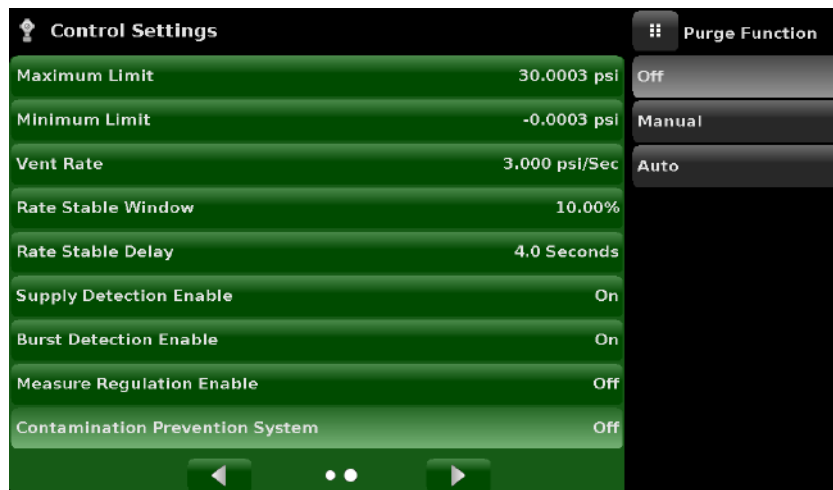 Control Settings
Maximum Limit 30.0003 psi
Minimum Limit -0.0003 psi
Vent Rate 3.000 psi/Sec
Rate Stable Window 10.00%
Rate Stable Delay 4.0 Seconds
Supply Detection Enable On
Burst Detection Enable On
Measure Regulation Enable Off
Contamination Prevention System Off
Purge Function
Off
Manual
Auto